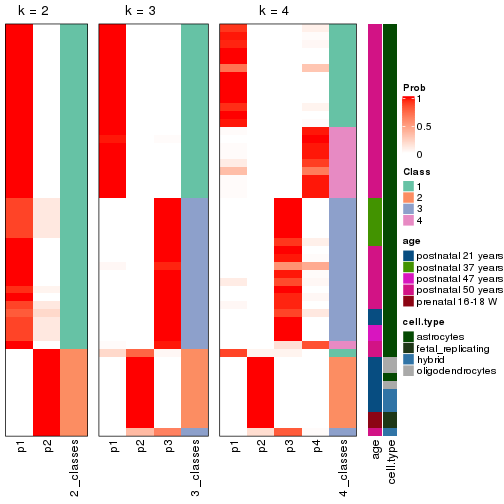 k = 2
k = 3
k = 4
p1
p2
2_classes
p1
p2
p3
3_classes
p1
p2
p3
p4
4_classes
age
cell.type
Prob
1
0.5
0
Class
1
2
3
4
age
postnatal 21 years
postnatal 37 years
postnatal 47 years
postnatal 50 years
prenatal 16-18 W
cell.type
astrocytes
fetal_replicating
hybrid
oligodendrocytes